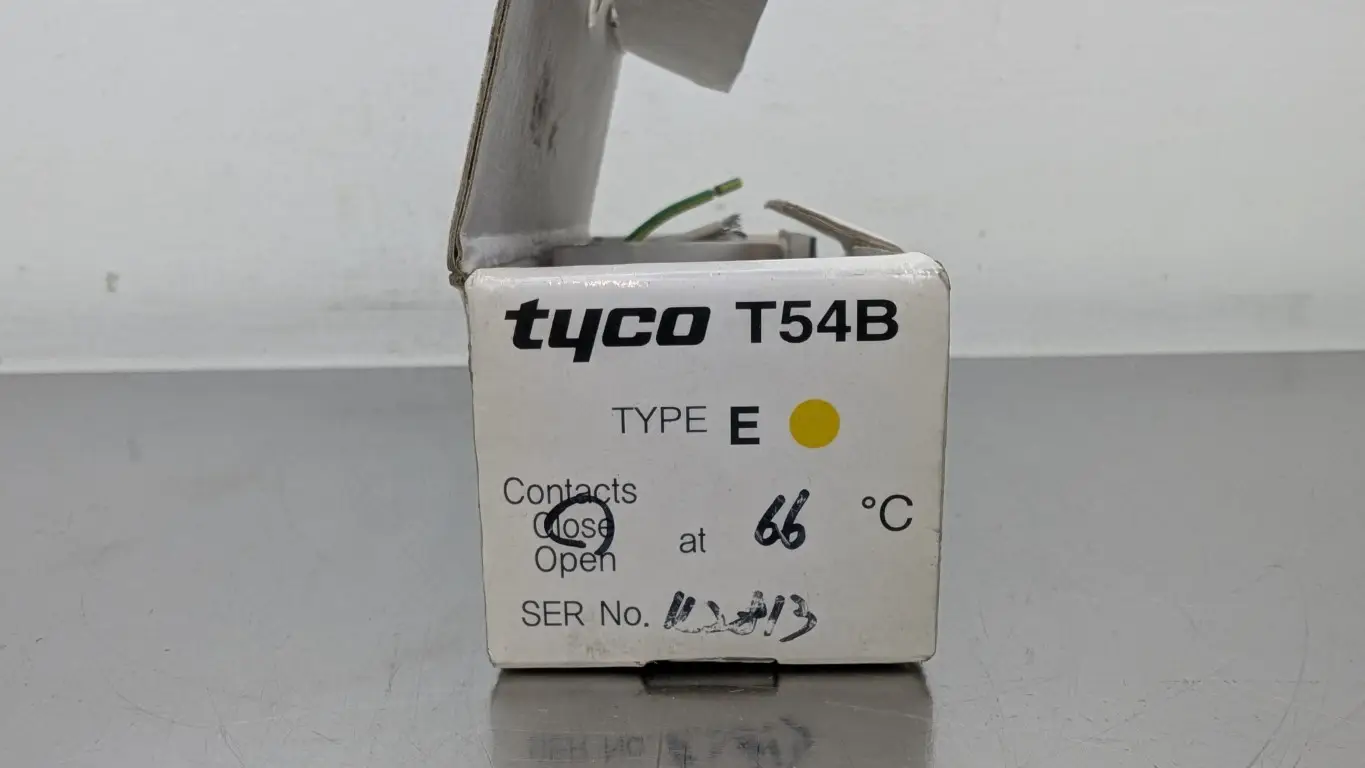 tyco T54B
TYPE E
Contacts
Close
Open at 66 °C
SER No.